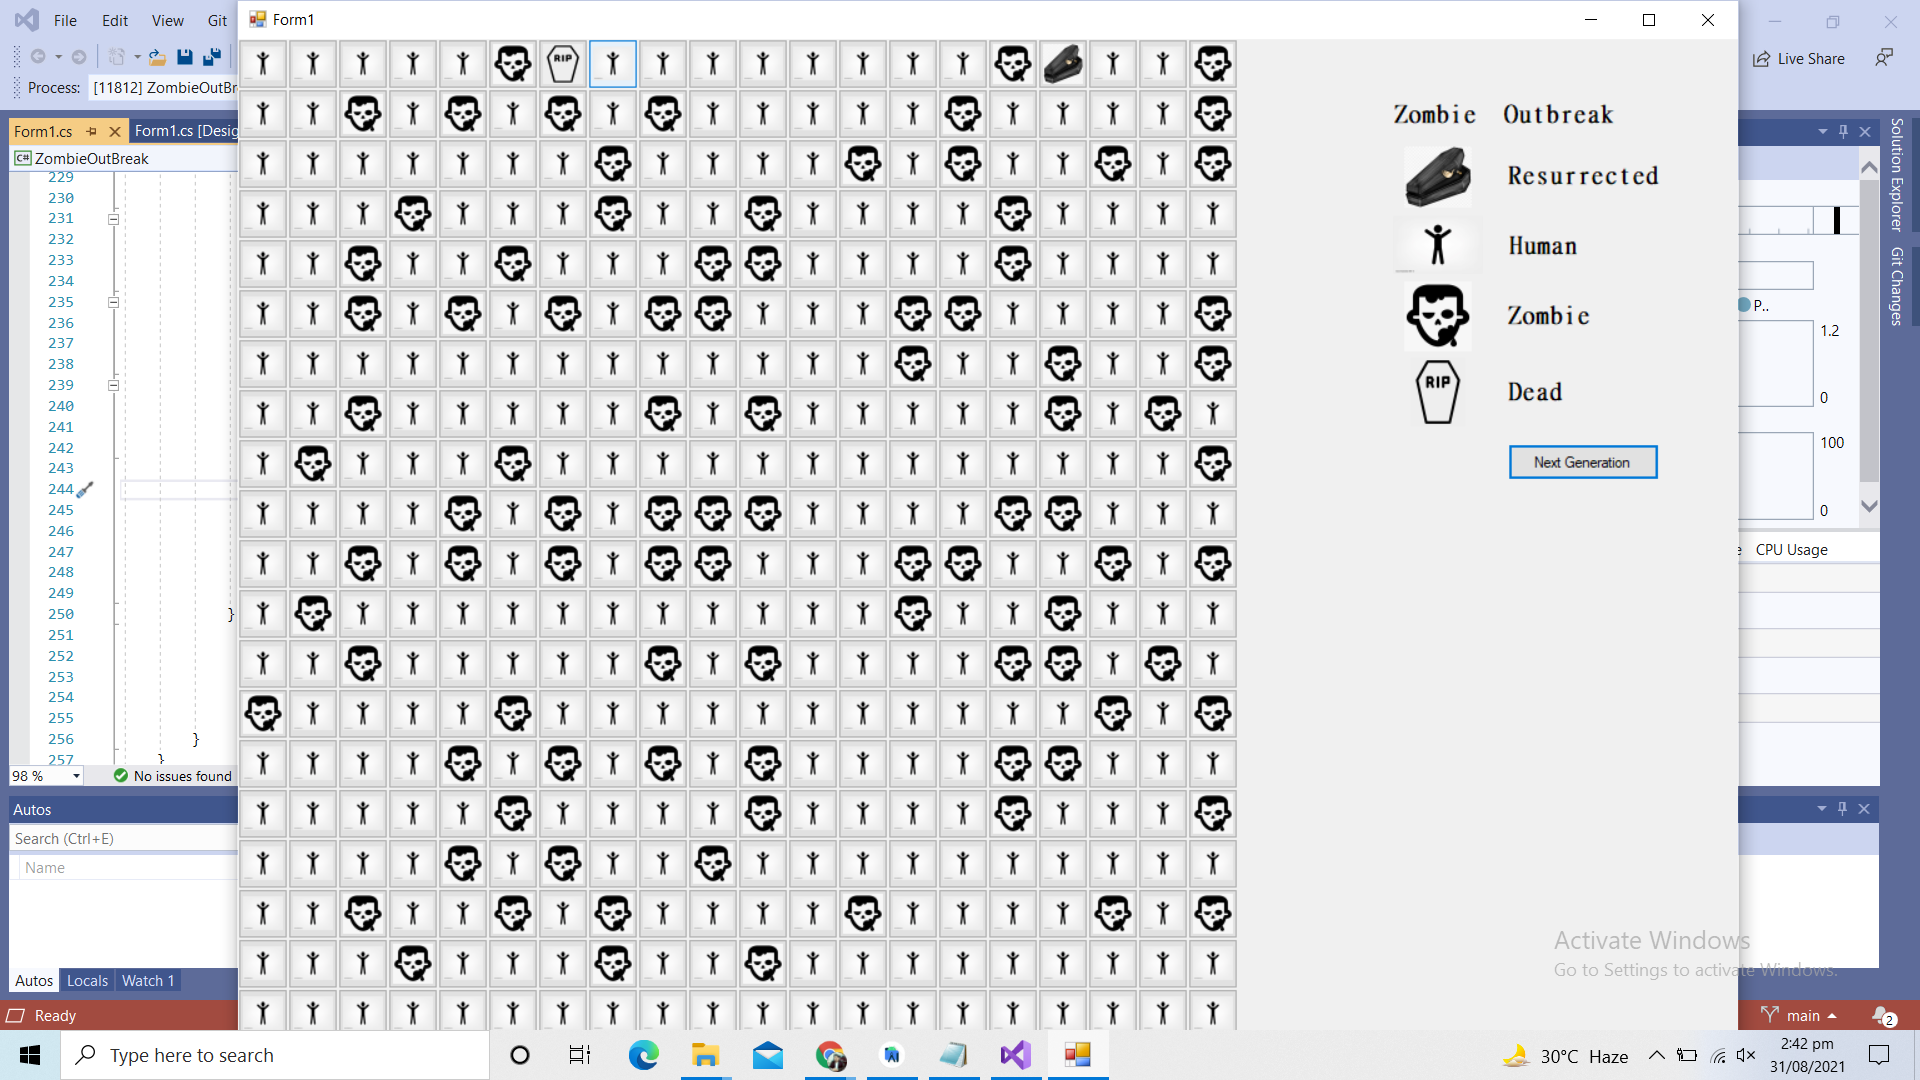 File Edit View Git
Form1
Live Share
Process: [11812] ZombieOutBr
Form1.cs
Form1.cs [Desig
C# ZombieOutBreak
229
230
231
232
233
234
235
236
237
238
239
240
241
242
243
244
245
246
247
248
249
250 }
251
252
253
254
255
256 }
257 }
98 %
No issues found
Autos
Search (Ctrl+E)
Name
Autos Locals Watch 1
Ready
RIP
Zombie Outbreak
Resurrected
Human
Zombie
RIP
Dead
Next Generation
Solution Explorer
Git Changes
P..
1.2
0
100
0
CPU Usage
Activate Windows
Go to Settings to activate Windows.
main
2
Type here to search
30°C Haze
2:42 pm
31/08/2021